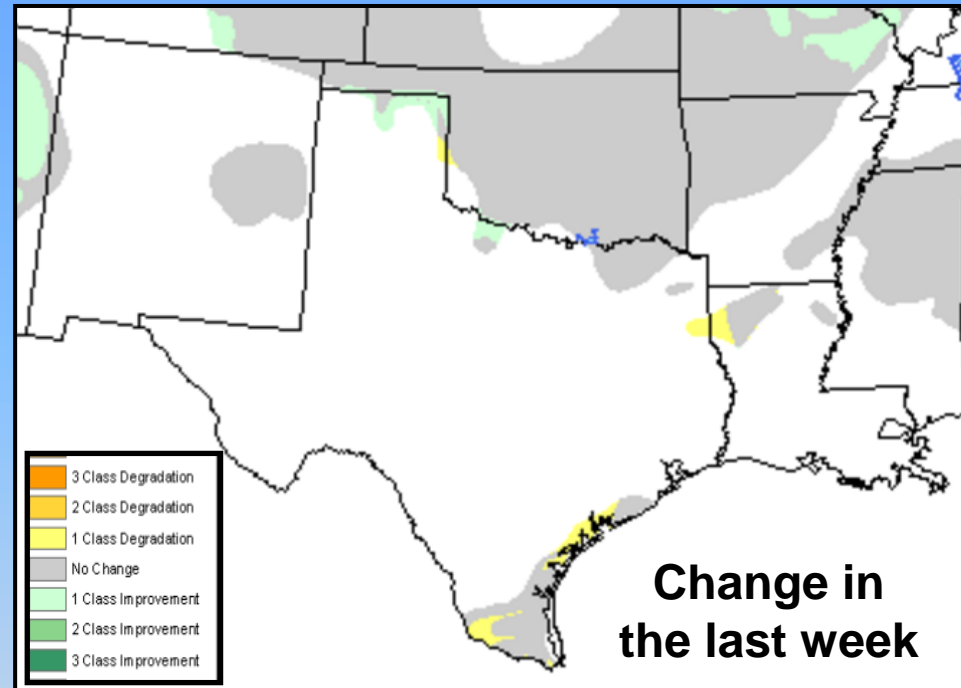 3 Class Degradation
2 Class Degradation
1 Class Degradation
No Change
1 Class Improvement
2 Class Improvement
3 Class Improvement
Change in
the last week